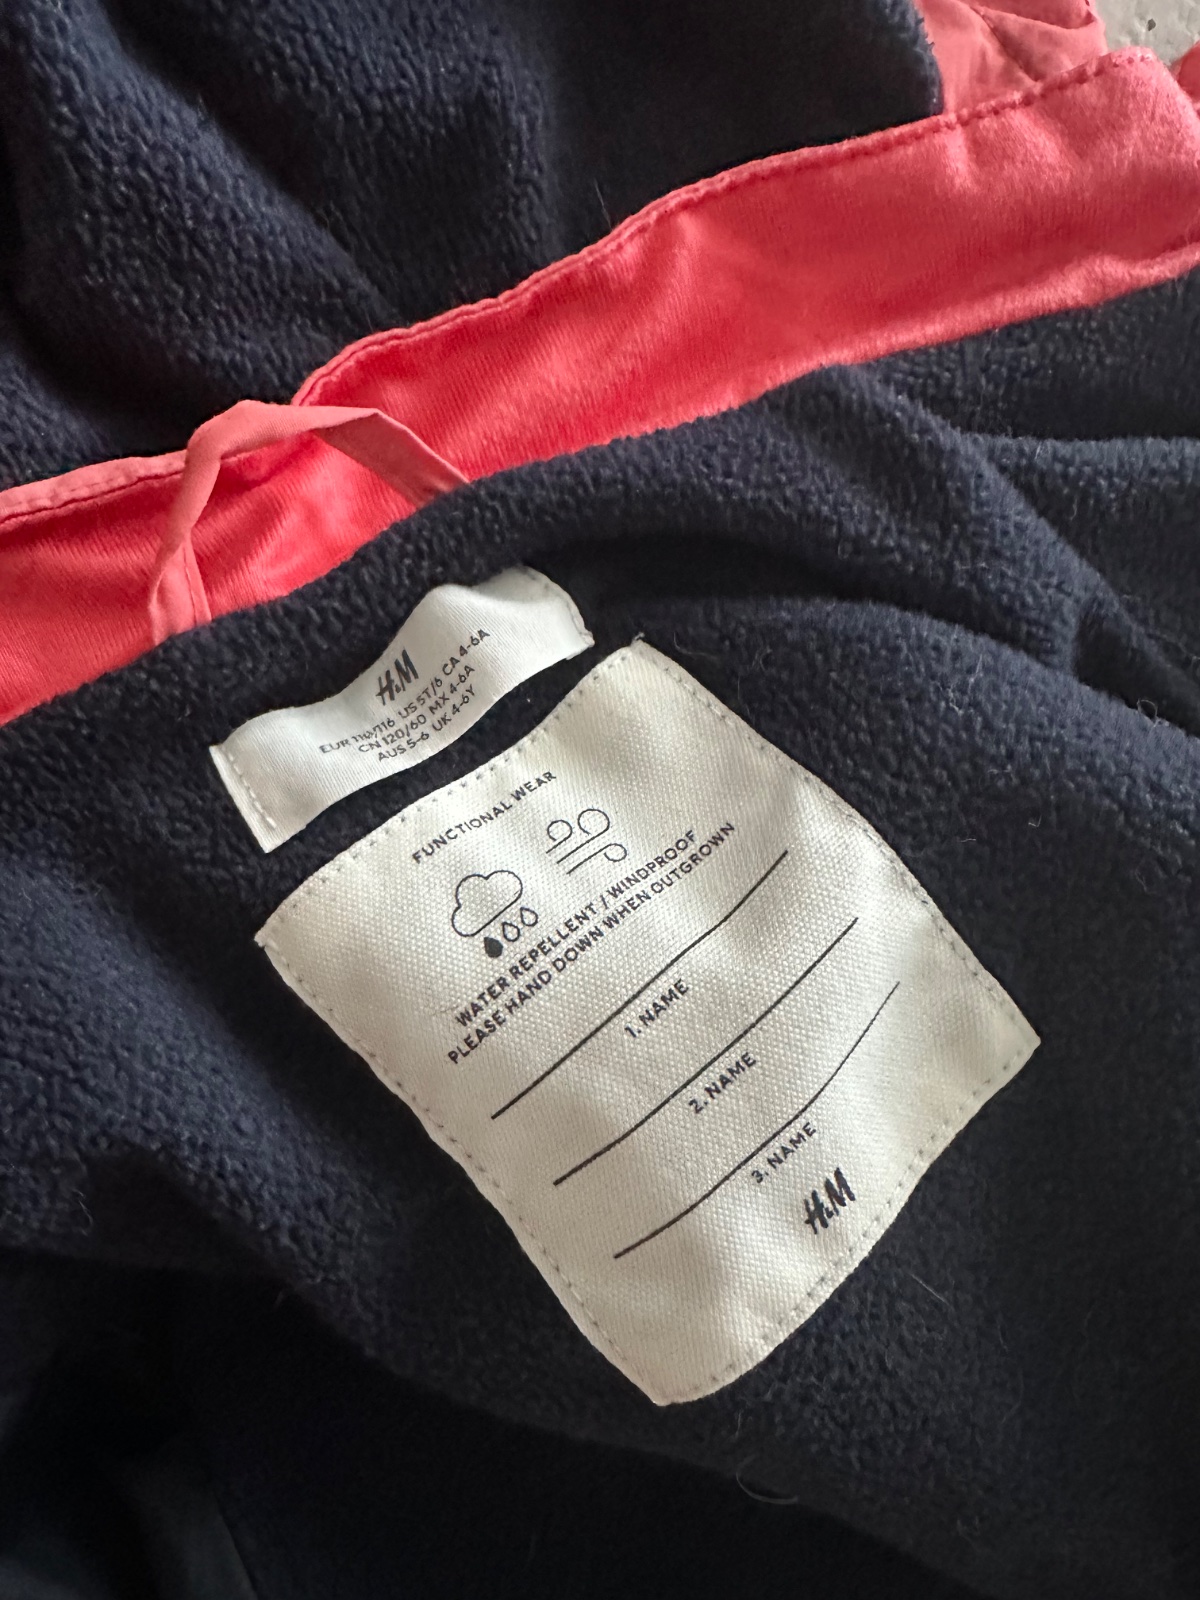 H&M
EUR 110/116 US 5T/6 CA 4-6A
CN 120/60 MX 4-6A
AUS 5-6 UK 4-6Y
FUNCTIONAL WEAR
WATER REPELLENT / WINDPROOF
PLEASE HAND DOWN WHEN OUTGROWN
1. NAME
2. NAME
3. NAME
H&M